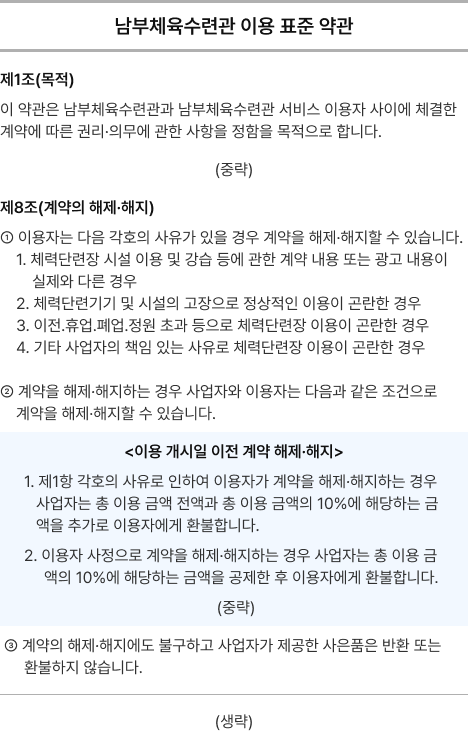 남부체육수련관 이용 표준 약관
제1조(목적)
이 약관은 남부체육수련관과 남부체육수련관 서비스 이용자 사이에 체결한
계약에 따른 권리·의무에 관한 사항을 정함을 목적으로 합니다.
(중략)
제8조(계약의 해제·해지)
① 이용자는 다음 각호의 사유가 있을 경우 계약을 해제·해지할 수 있습니다.
1. 체력단련장 시설 이용 및 강습 등에 관한 계약 내용 또는 광고 내용이
실제와 다른 경우
2. 체력단련기기 및 시설의 고장으로 정상적인 이용이 곤란한 경우
3. 이전.휴업.폐업.정원 초과 등으로 체력단련장 이용이 곤란한 경우
4. 기타 사업자의 책임 있는 사유로 체력단련장 이용이 곤란한 경우
② 계약을 해제·해지하는 경우 사업자와 이용자는 다음과 같은 조건으로
계약을 해제·해지할 수 있습니다.
<이용 개시일 이전 계약 해제·해지>
1. 제1항 각호의 사유로 인하여 이용자가 계약을 해제·해지하는 경우
사업자는 총 이용 금액 전액과 총 이용 금액의 10%에 해당하는 금
액을 추가로 이용자에게 환불합니다.
2. 이용자 사정으로 계약을 해제·해지하는 경우 사업자는 총 이용 금
액의 10%에 해당하는 금액을 공제한 후 이용자에게 환불합니다.
(중략)
③ 계약의 해제·해지에도 불구하고 사업자가 제공한 사은품은 반환 또는
환불하지 않습니다.
(생략)